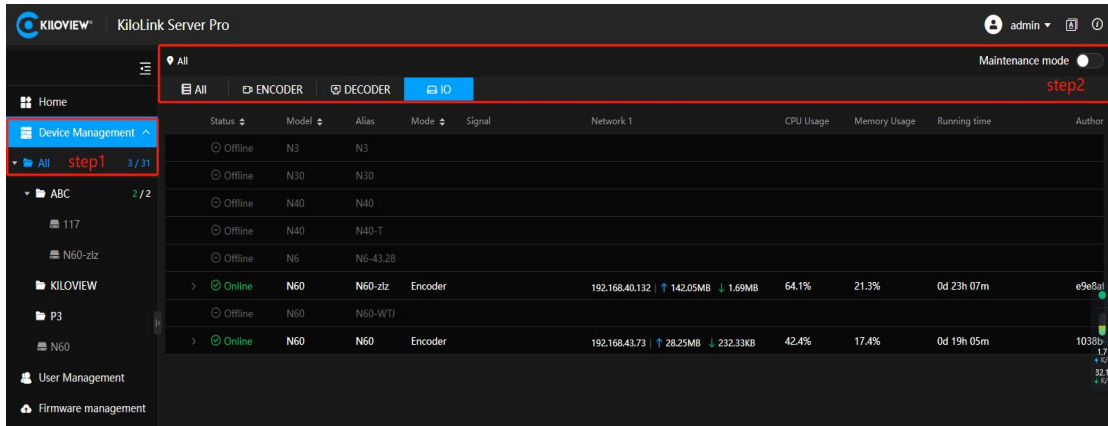 KILOVIEW® KiloLink Server Pro admin
All Maintenance mode
step2
All ENCODER DECODER IO
Home
Device Management
All step1 3 / 31
ABC 2 / 2
117
N60-zlz
KILOVIEW
P3
N60
User Management
Firmware management
Status Model Alias Mode Signal Network 1 CPU Usage Memory Usage Running time Author
Offline N3 N3
Offline N30 N30
Offline N40 N40
Offline N40 N40-T
Offline N6 N6-43.28
Online N60 N60-zlz Encoder 192.168.40.132 | ↑ 142.05MB ↓ 1.69MB 64.1% 21.3% 0d 23h 07m e9e8af
Offline N60 N60-WTJ
Online N60 N60 Encoder 192.168.43.73 | ↑ 28.25MB ↓ 232.33KB 42.4% 17.4% 0d 19h 05m 1038b
1.7
K/
32.1
K/